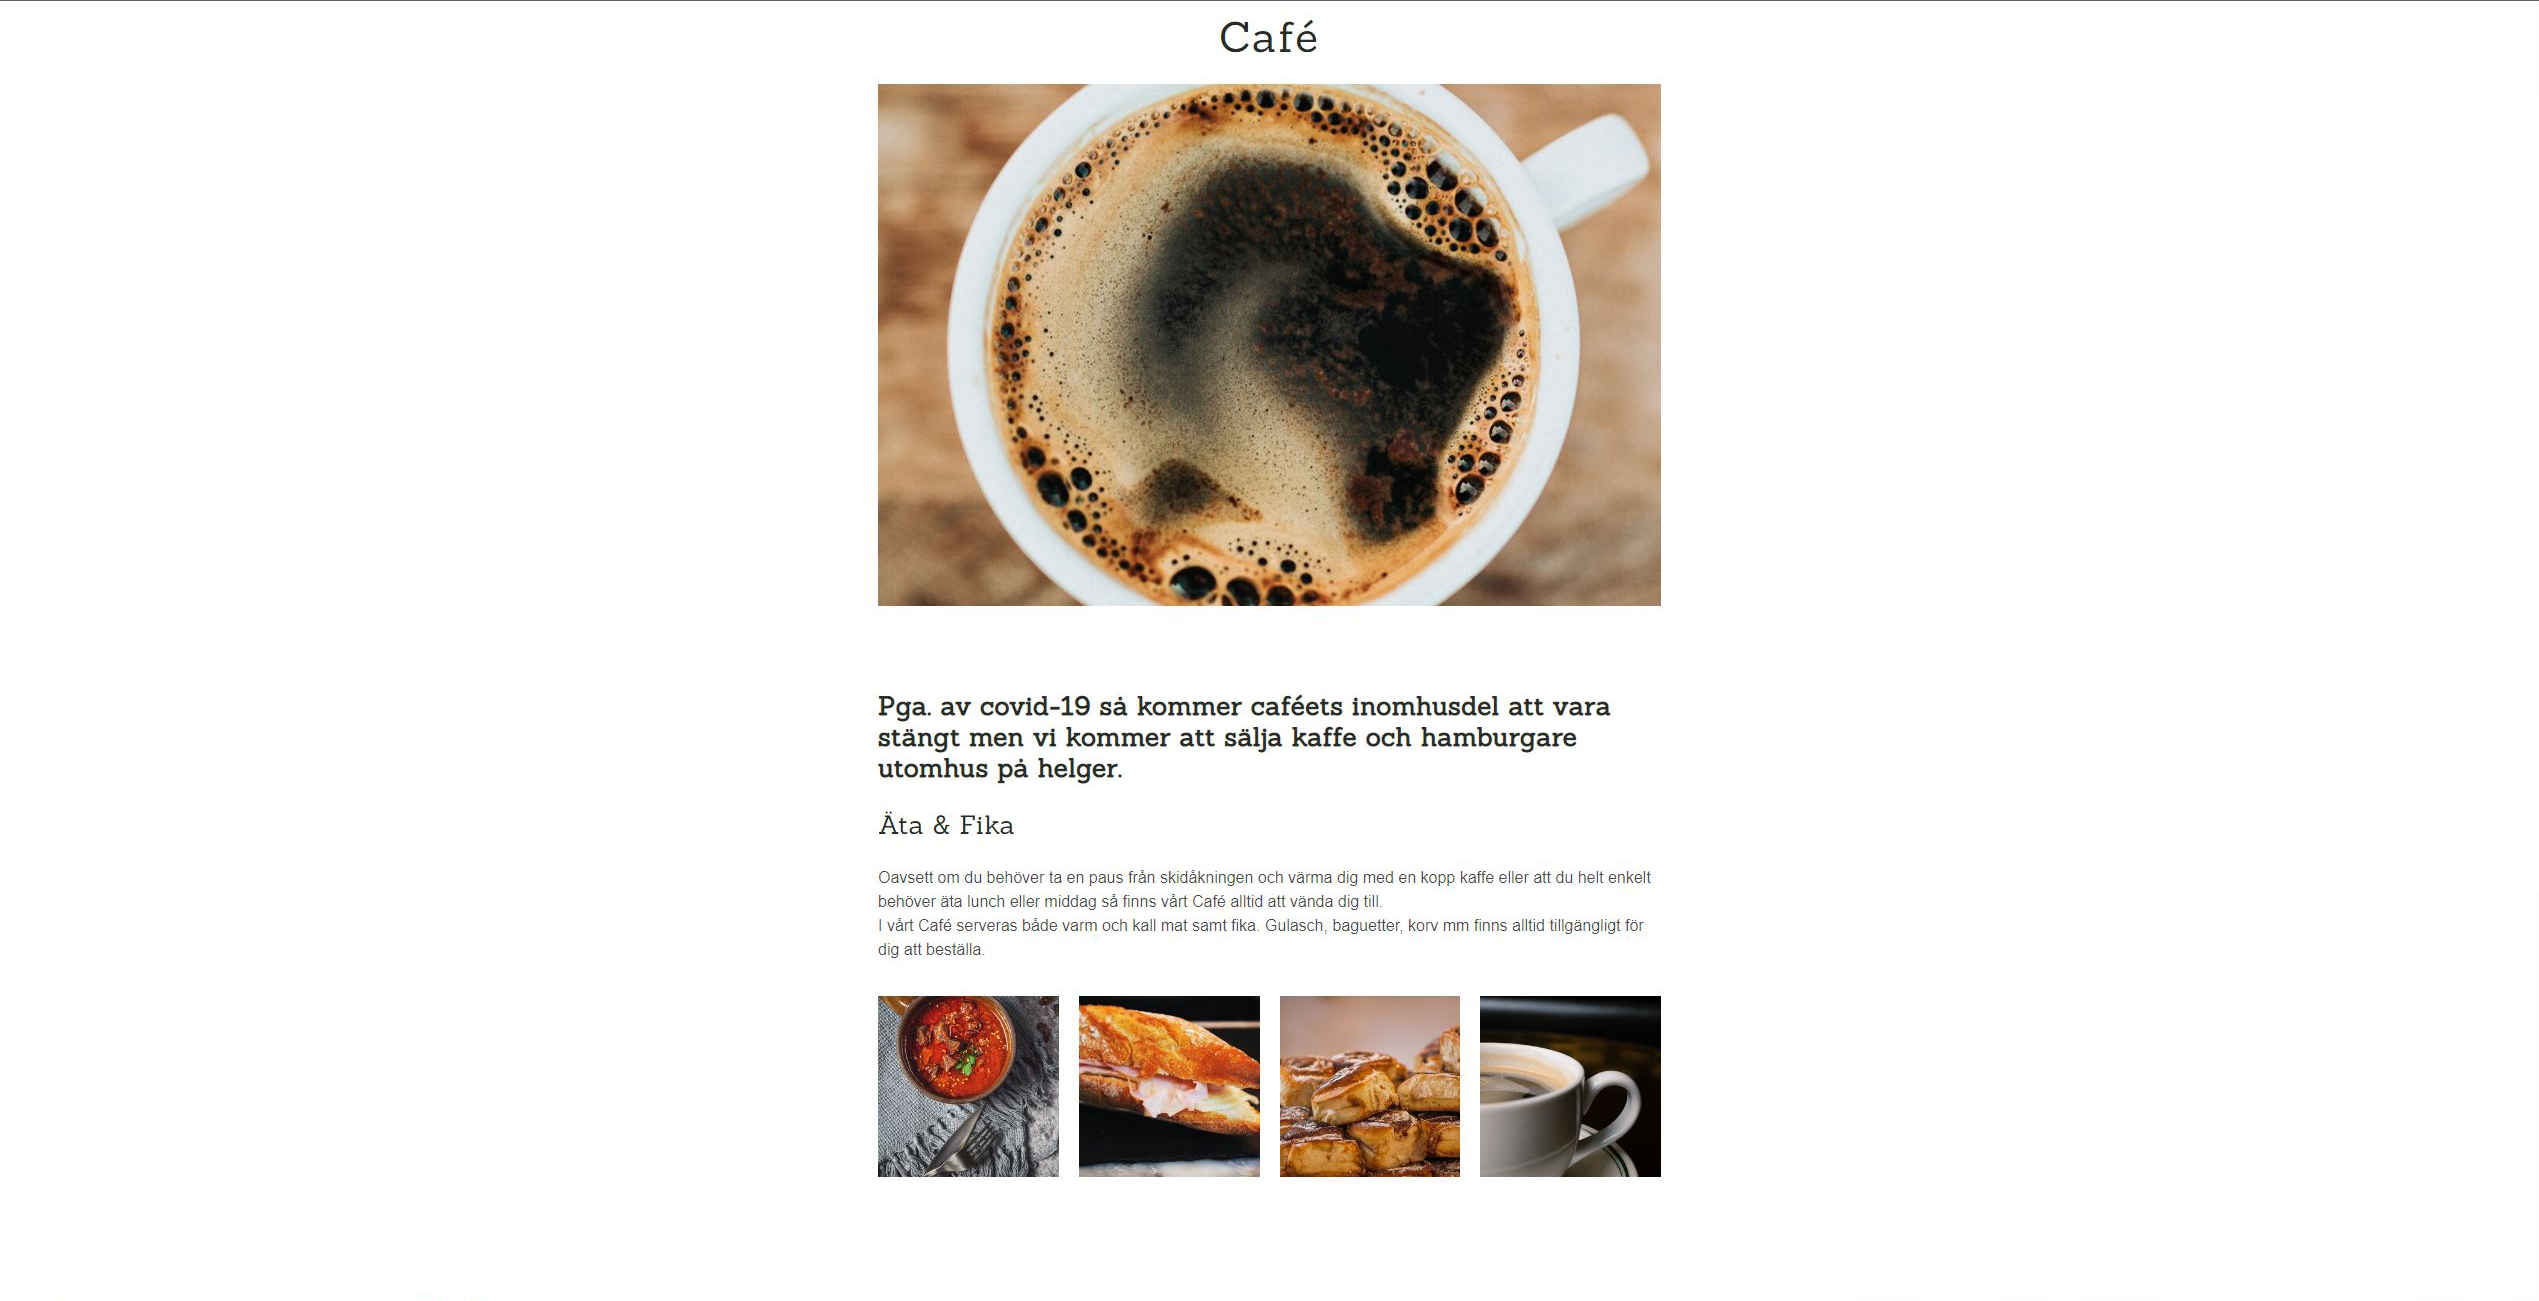 Café
Pga. av covid-19 så kommer caféets inomhusdel att vara
stängt men vi kommer att sälja kaffe och hamburgare
utomhus på helger.
Äta & Fika
Oavsett om du behöver ta en paus från skidåkningen och värma dig med en kopp kaffe eller att du helt enkelt
behöver äta lunch eller middag så finns vårt Café alltid att vända dig till.
I vårt Café serveras både varm och kall mat samt fika. Gulasch, baguetter, korv mm finns alltid tillgängligt för
dig att beställa.